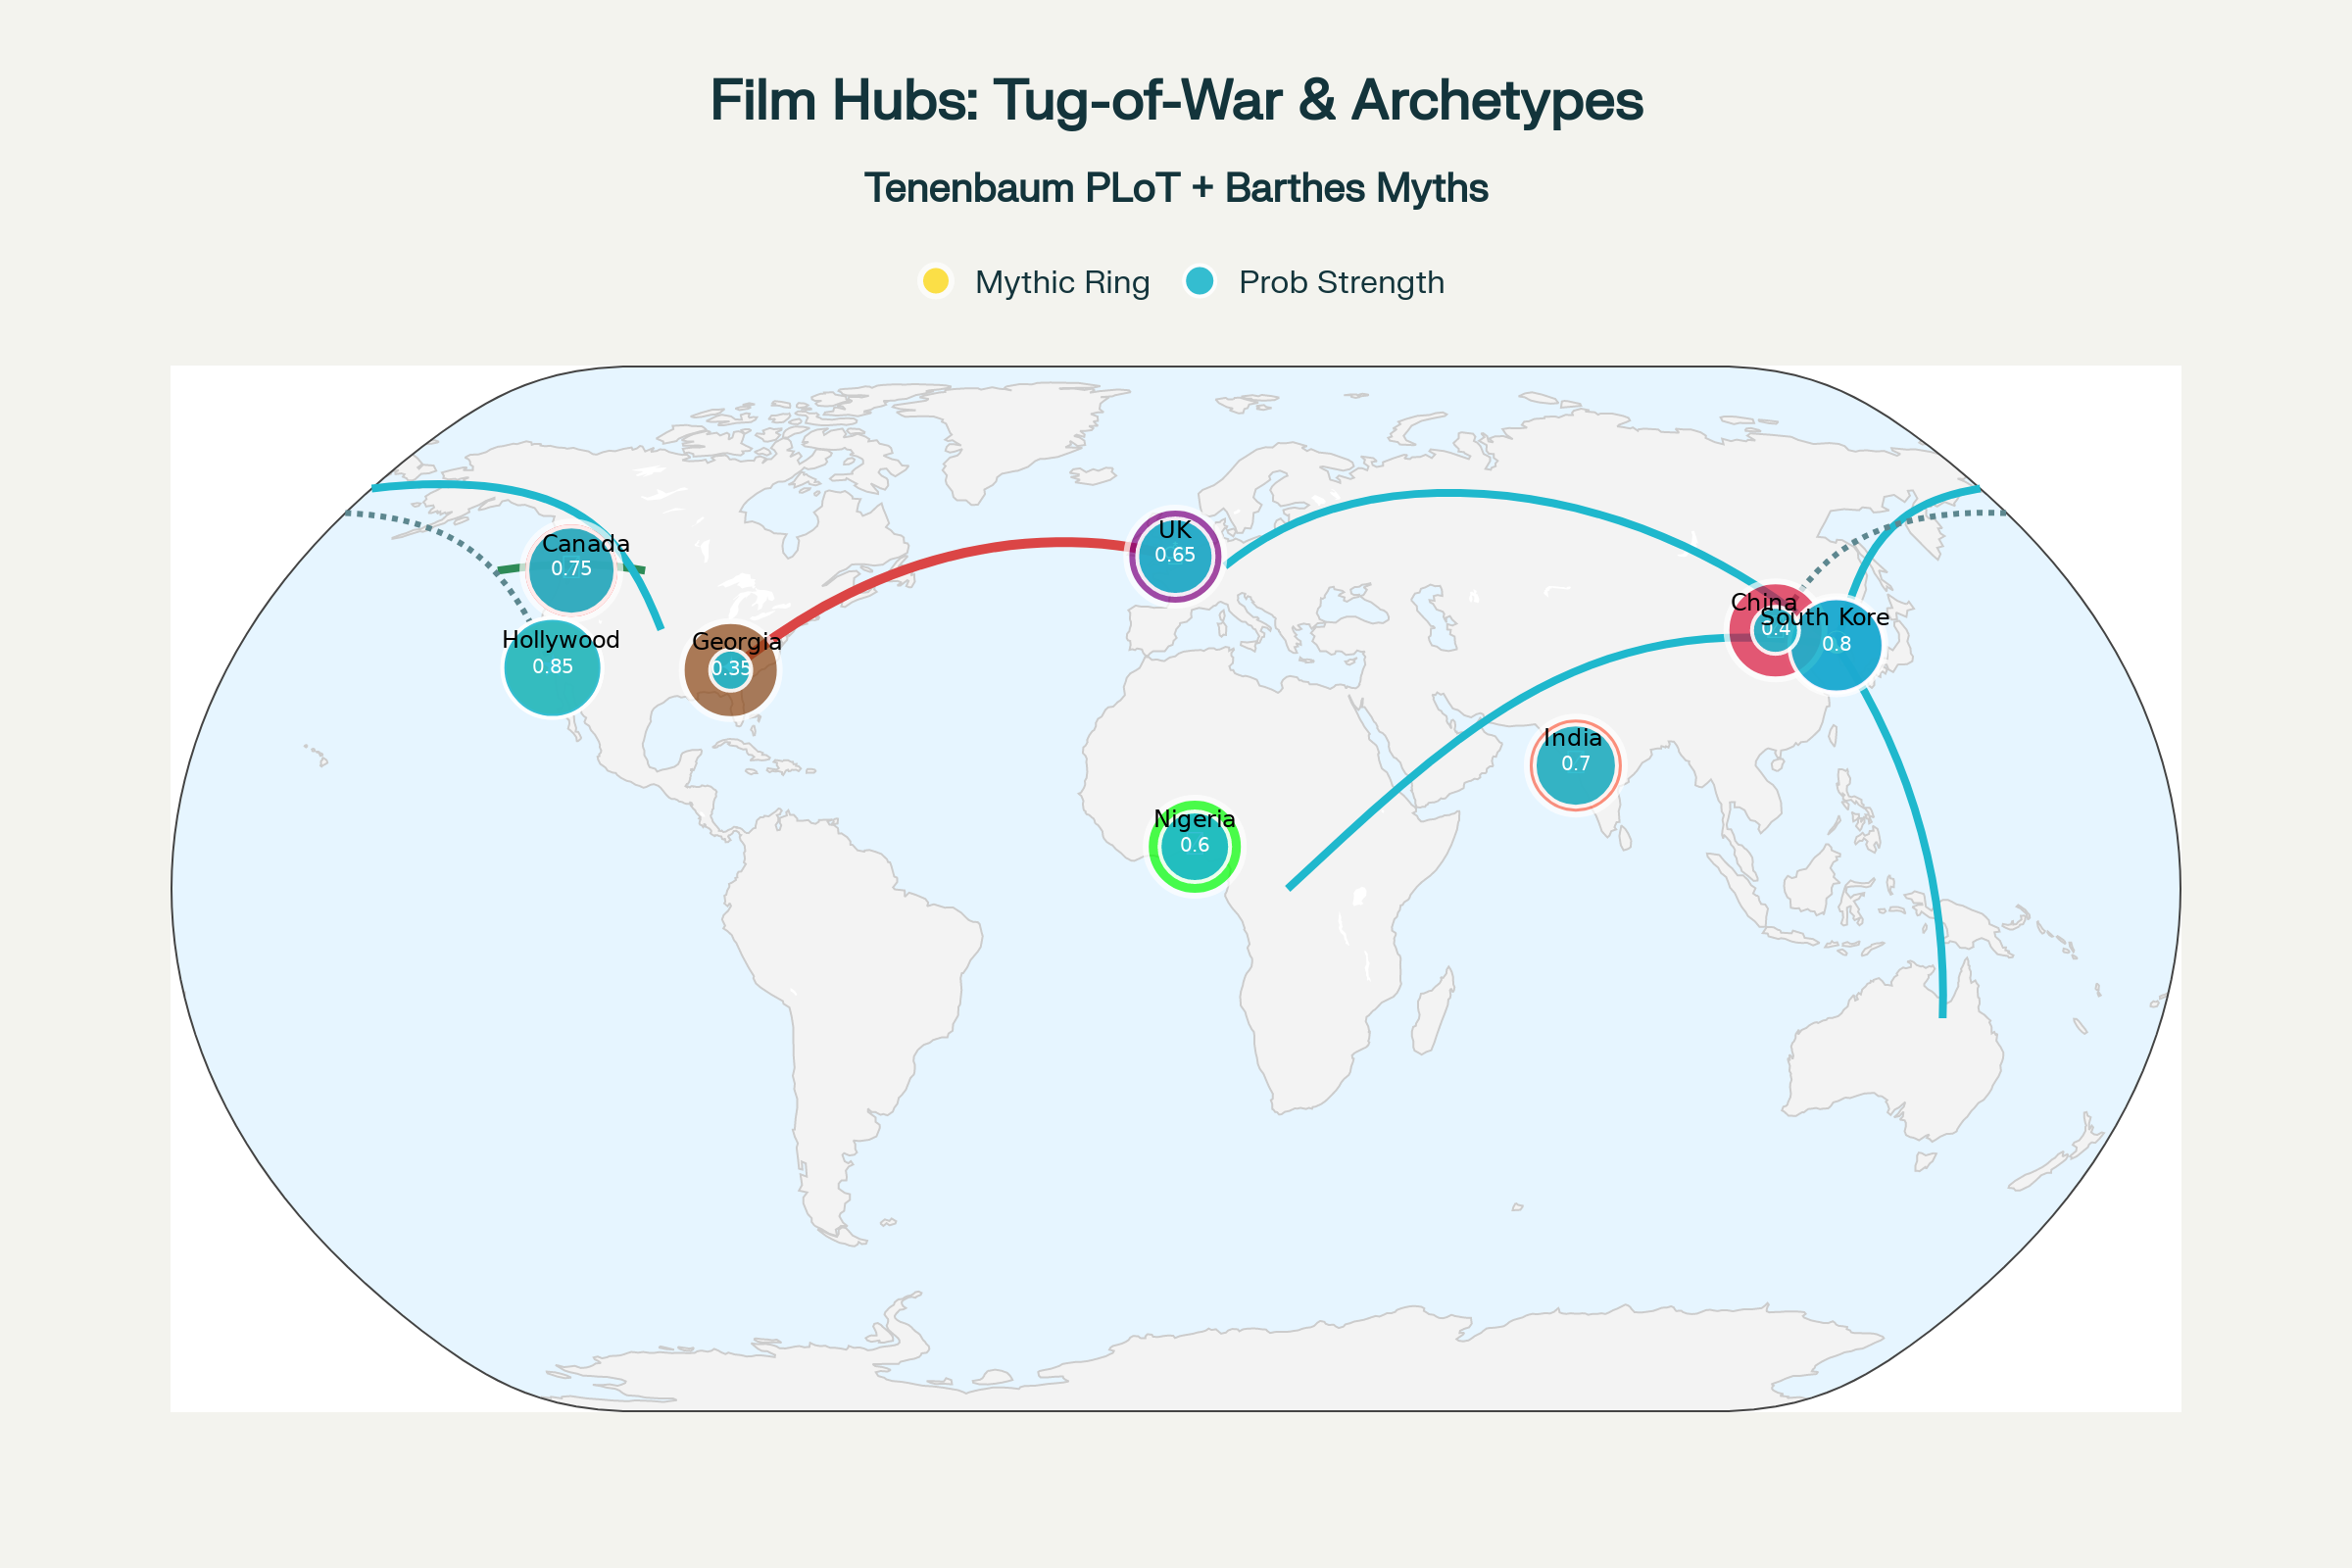 Film Hubs: Tug-of-War & Archetypes
Tenenbaum PLoT + Barthes Myths
Mythic Ring Prob Strength
UK
0.65
Canada
0.75
China
South Kore
0.4
0.8
Hollywood
0.85
Georgia
0.35
India
0.7
Nigeria
0.6